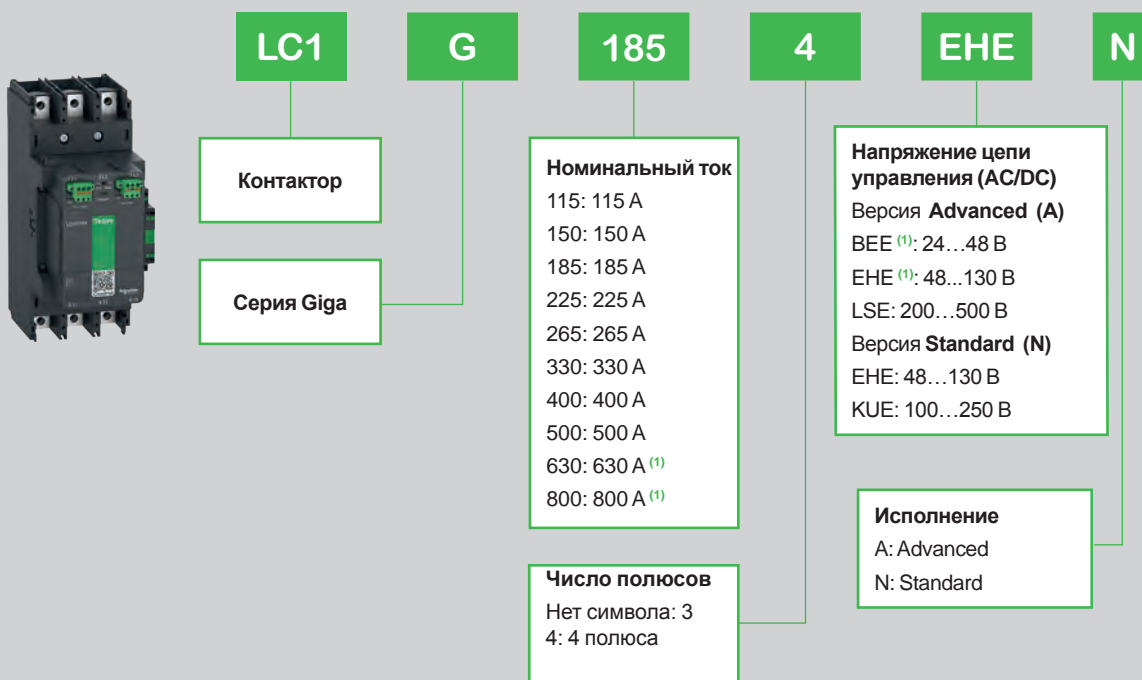 LC1 G 185 4 EHE N
Контактор
Серия Giga
Номинальный ток
115: 115 A
150: 150 A
185: 185 A
225: 225 A
265: 265 A
330: 330 A
400: 400 A
500: 500 A
630: 630 A (1)
800: 800 A (1)
Число полюсов
Нет символа: 3
4: 4 полюса
Напряжение цепи
управления (AC/DC)
Версия Advanced (A)
BEE (1): 24…48 В
EHE (1): 48...130 В
LSE: 200…500 В
Версия Standard (N)
EHE: 48…130 В
KUE: 100…250 В
Исполнение
A: Advanced
N: Standard